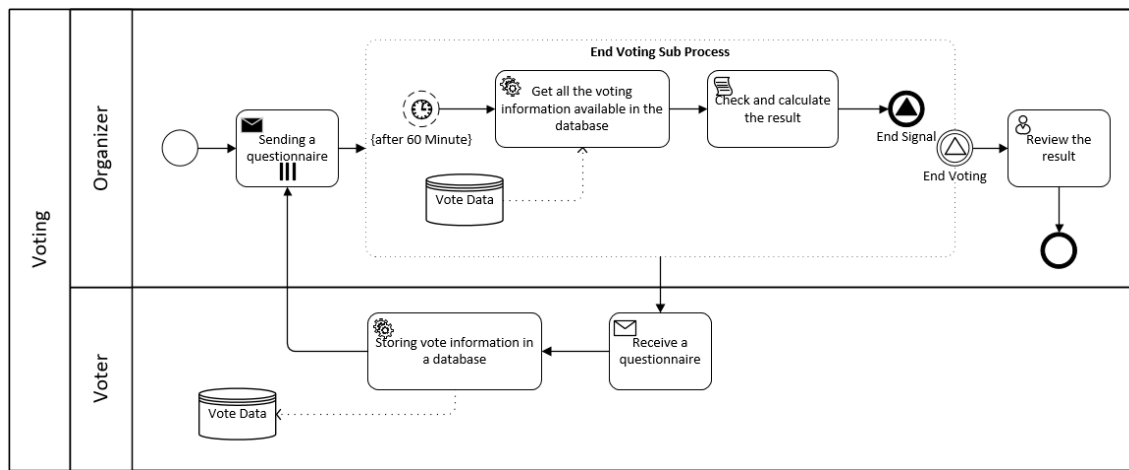 Voting
Organizer
Voter
End Voting Sub Process
Sending a
questionnaire
{after 60 Minute}
Get all the voting
information available in the
database
Check and calculate
the result
End Signal
End Voting
Review the
result
Vote Data
Storing vote information in
a database
Receive a
questionnaire
Vote Data